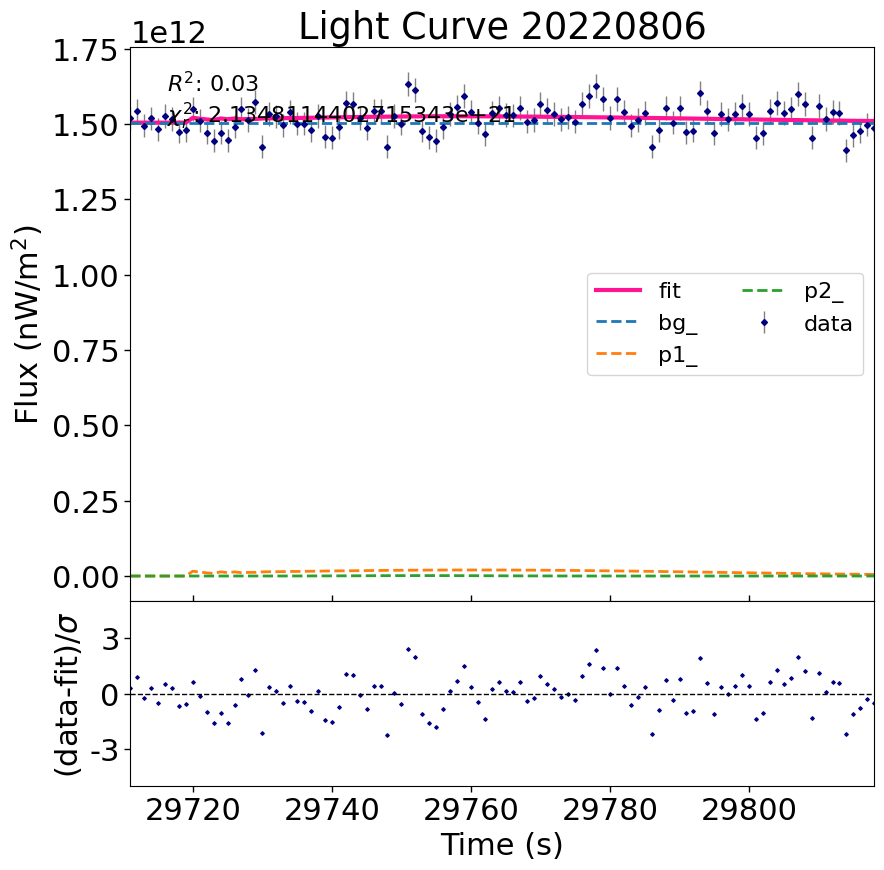 Light Curve 20220806
1e12
1.75
1.50
1.25
1.00
0.75
0.50
0.25
0.00
Flux (nW/m²)
R²: 0.03
fit
bg_
p1_
p2_
data
(data-fit)/σ
3
0
-3
29720 29740 29760 29780 29800
Time (s)